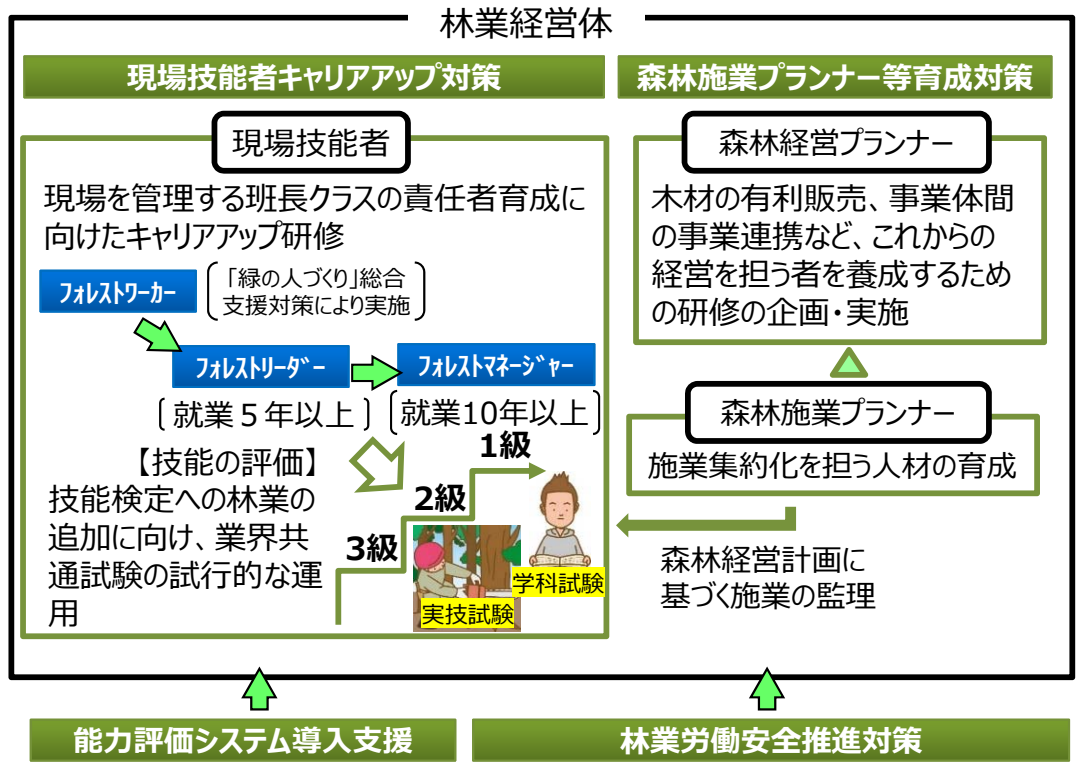 林業経営体
現場技能者キャリアアップ対策
現場技能者
現場を管理する班長クラスの責任者育成に
向けたキャリアアップ研修
フォレストワーカー
「緑の人づくり」総合
支援対策により実施
フォレストリーダー
フォレストマネージャー
〔就業５年以上〕
〔就業10年以上〕
【技能の評価】
技能検定への林業の
追加に向け、業界共
通試験の試行的な運
用
3級
2級
1級
実技試験
学科試験
森林施業プランナー等育成対策
森林経営プランナー
木材の有利販売、事業体間
の事業連携など、これからの
経営を担う者を養成するため
の研修の企画・実施
森林施業プランナー
施業集約化を担う人材の育成
森林経営計画に
基づく施業の監理
能力評価システム導入支援
林業労働安全推進対策